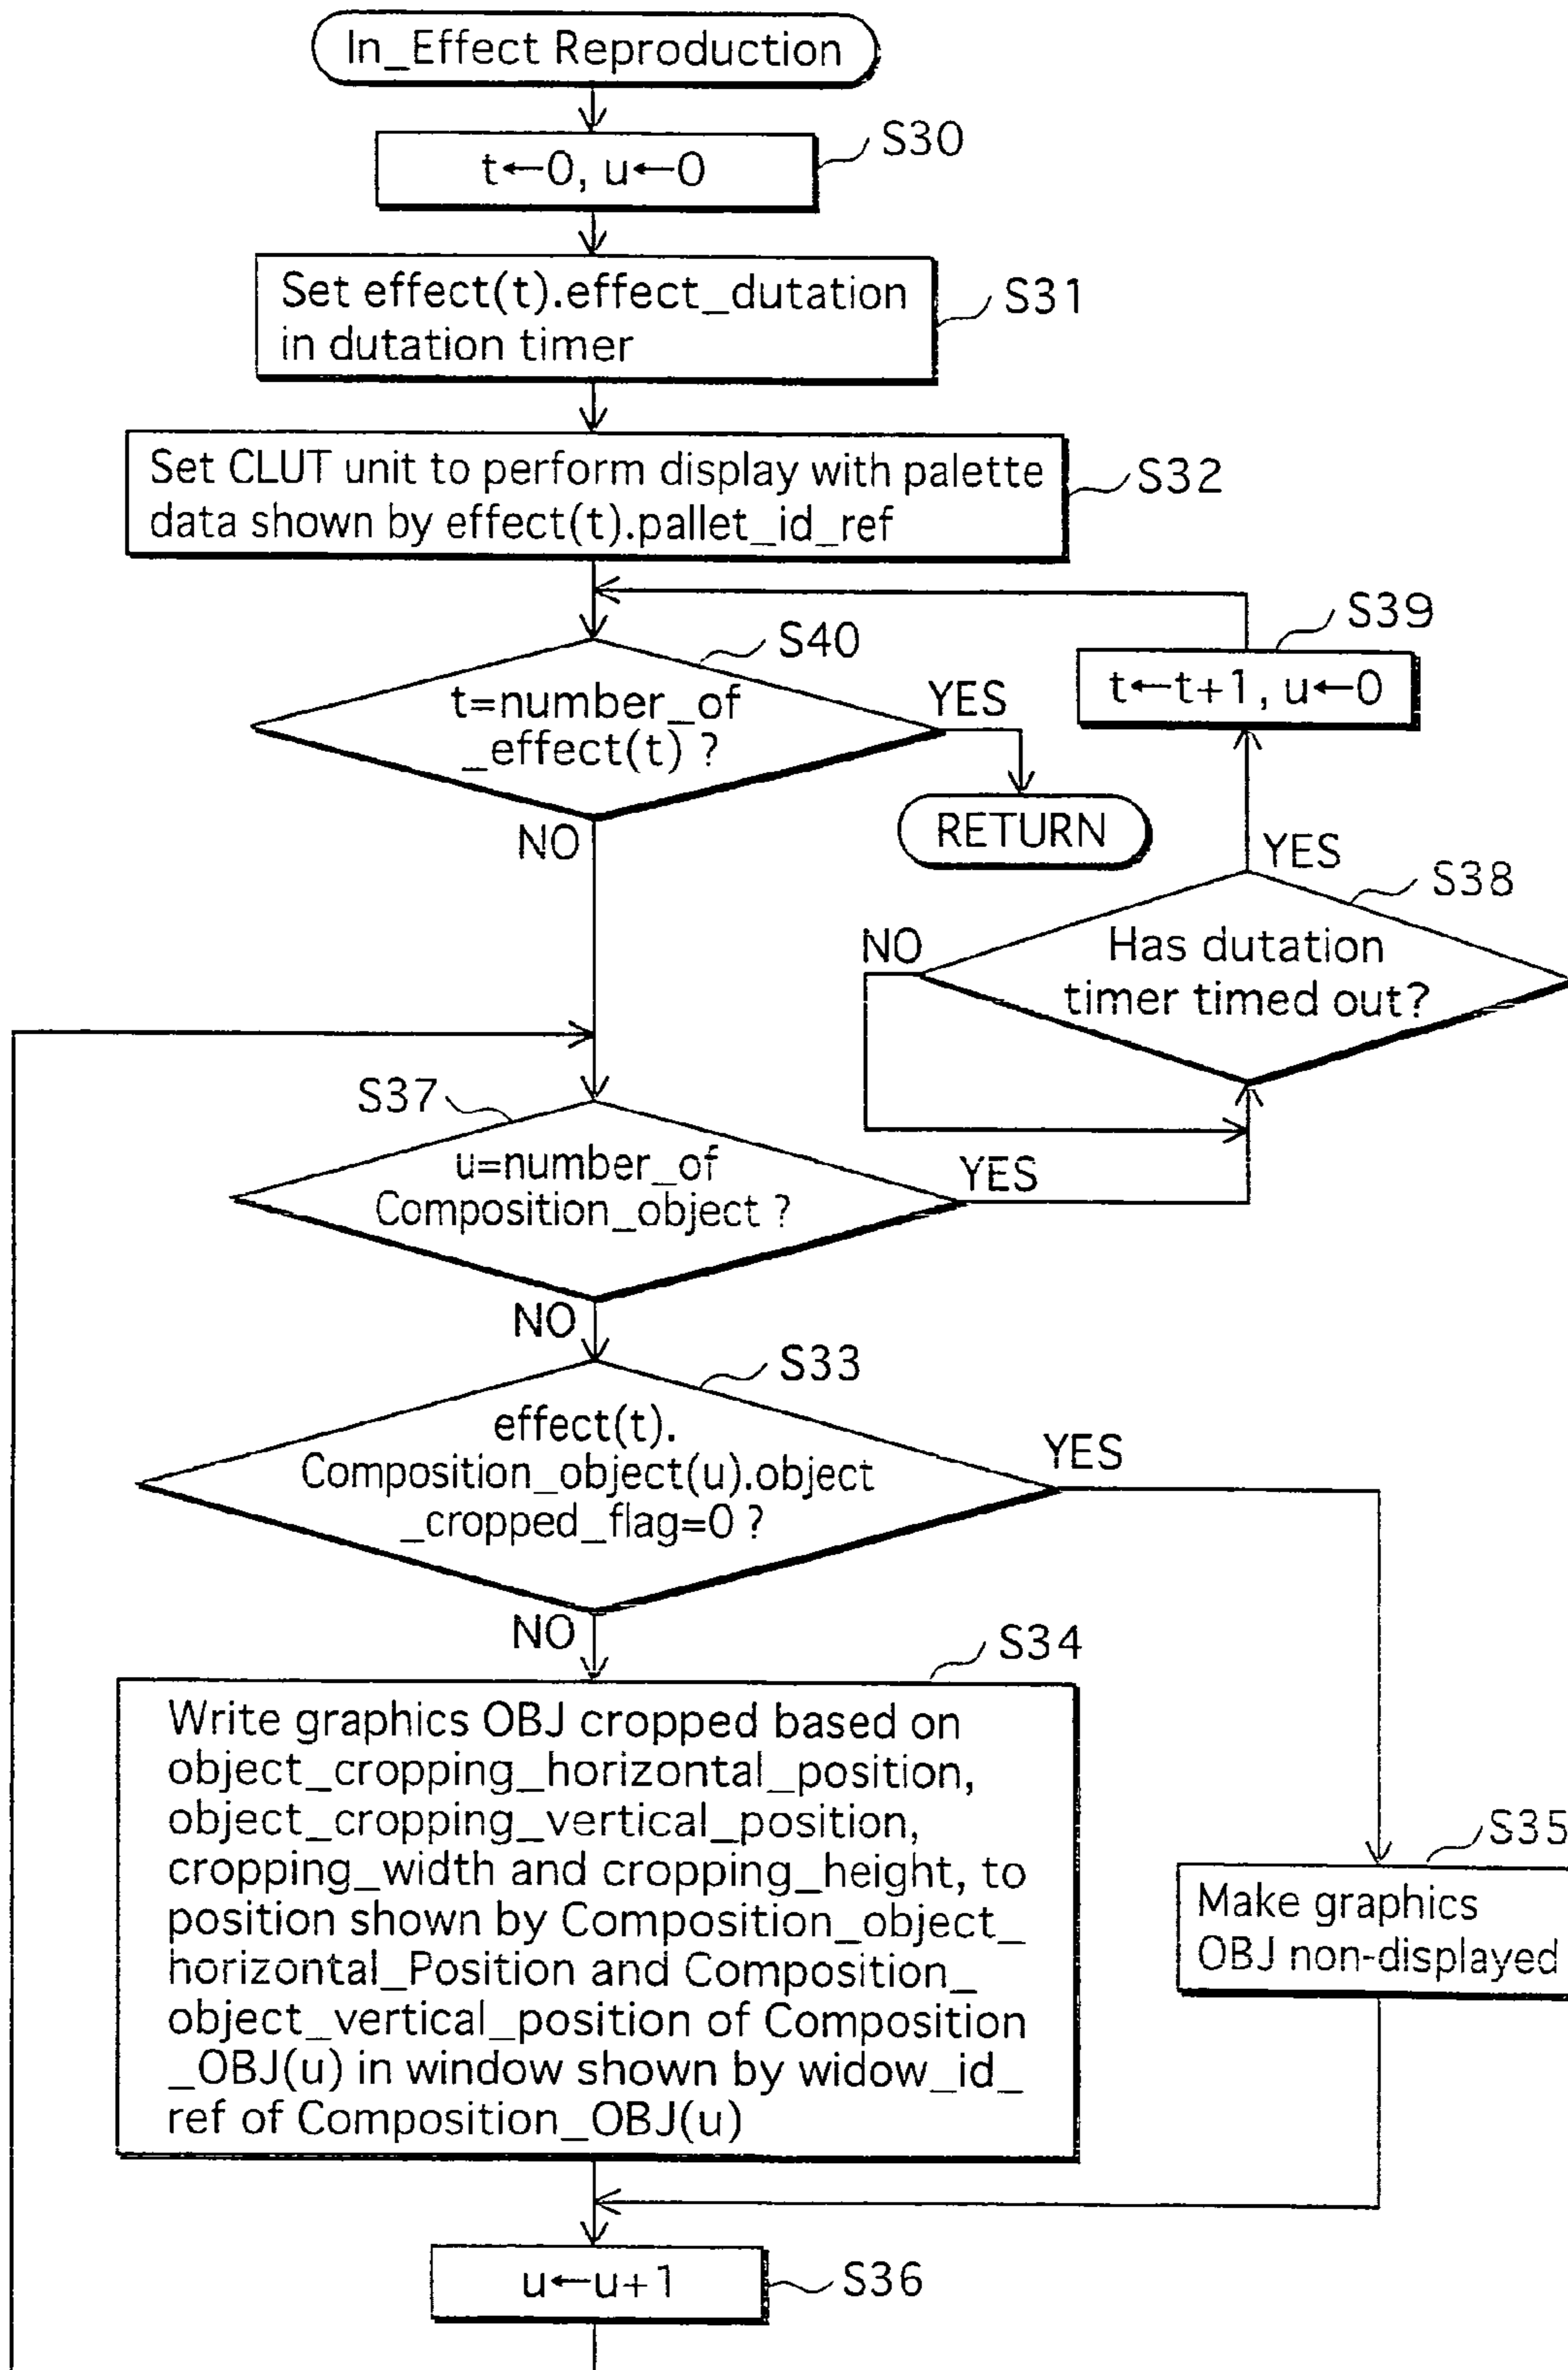 In_Effect Reproduction
S30
t←0, u←0
Set effect(t).effect_dutation
in dutation timer
S31
Set CLUT unit to perform display with palette
data shown by effect(t).pallet_id_ref
S32
S39
t←t+1, u←0
S40
t=number_of
_effect(t) ?
YES
RETURN
NO
YES
S38
Has dutation
timer timed out?
NO
S37
u=number_of
Composition_object ?
YES
NO
S33
effect(t).
Composition_object(u).object
_cropped_flag=0 ?
YES
NO
S34
Write graphics OBJ cropped based on
object_cropping_horizontal_position,
object_cropping_vertical_position,
cropping_width and cropping_height, to
position shown by Composition_object_
horizontal_Position and Composition_
object_vertical_position of Composition
_OBJ(u) in window shown by widow_id_
ref of Composition_OBJ(u)
S35
Make graphics
OBJ non-displayed
u←u+1
S36